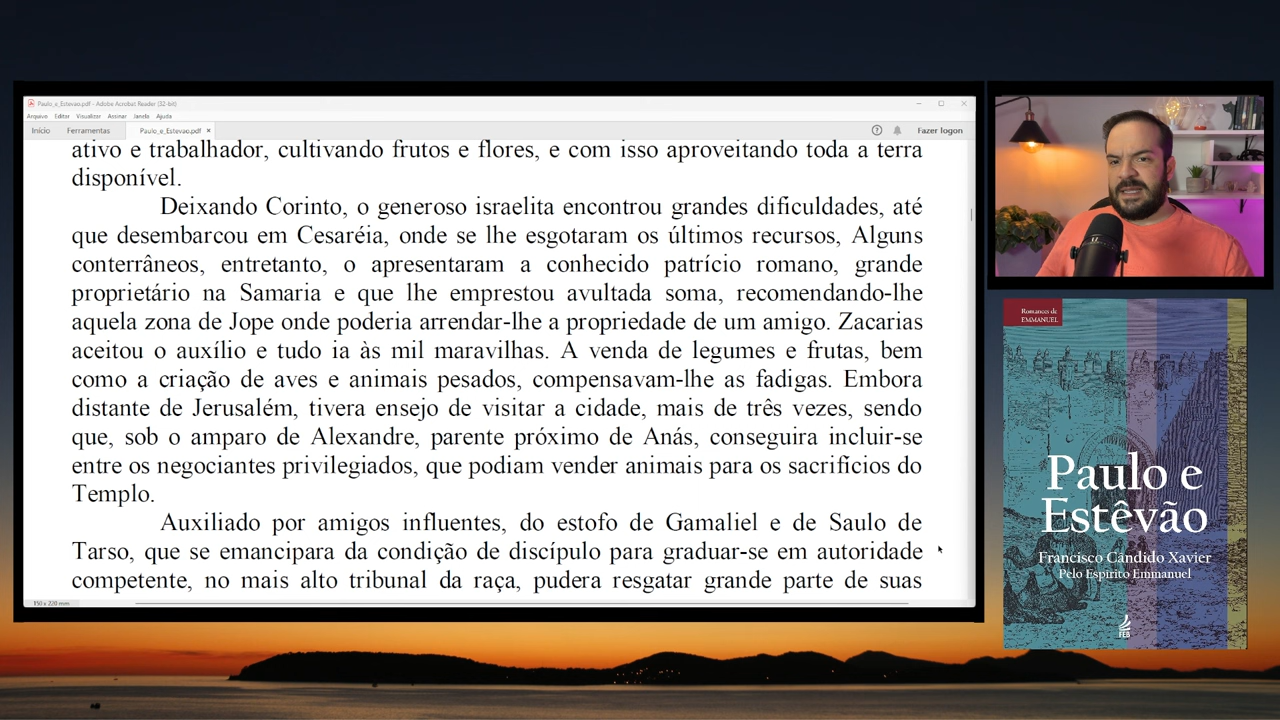 Paulo_e_Estevao.pdf - Adobe Acrobat Reader (32-bit)
Arquivo Editar Visualizar Assinar Janela Ajuda
Início Ferramentas Paulo_e_Estevao.pdf × Fazer logon
ativo e trabalhador, cultivando frutos e flores, e com isso aproveitando toda a terra
disponível.
Deixando Corinto, o generoso israelita encontrou grandes dificuldades, até
que desembarcou em Cesaréia, onde se lhe esgotaram os últimos recursos, Alguns
conterrâneos, entretanto, o apresentaram a conhecido patrício romano, grande
proprietário na Samaria e que lhe emprestou avultada soma, recomendando-lhe
aquela zona de Jope onde poderia arrendar-lhe a propriedade de um amigo. Zacarias
aceitou o auxílio e tudo ia às mil maravilhas. A venda de legumes e frutas, bem
como a criação de aves e animais pesados, compensavam-lhe as fadigas. Embora
distante de Jerusalém, tivera ensejo de visitar a cidade, mais de três vezes, sendo
que, sob o amparo de Alexandre, parente próximo de Anás, conseguira incluir-se
entre os negociantes privilegiados, que podiam vender animais para os sacrifícios do
Templo.
Auxiliado por amigos influentes, do estofo de Gamaliel e de Saulo de
Tarso, que se emancipara da condição de discípulo para graduar-se em autoridade
competente, no mais alto tribunal da raça, pudera resgatar grande parte de suas
150 x 220 mm
Romances de
EMMANUEL
Paulo e
Estêvão
Francisco Cândido Xavier
Pelo Espírito Emmanuel
FEB